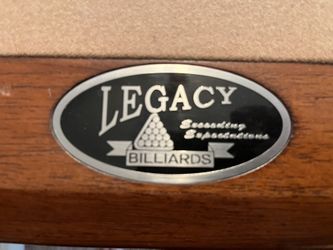 LEGACY
Exceeding
Expectations
BILLIARDS